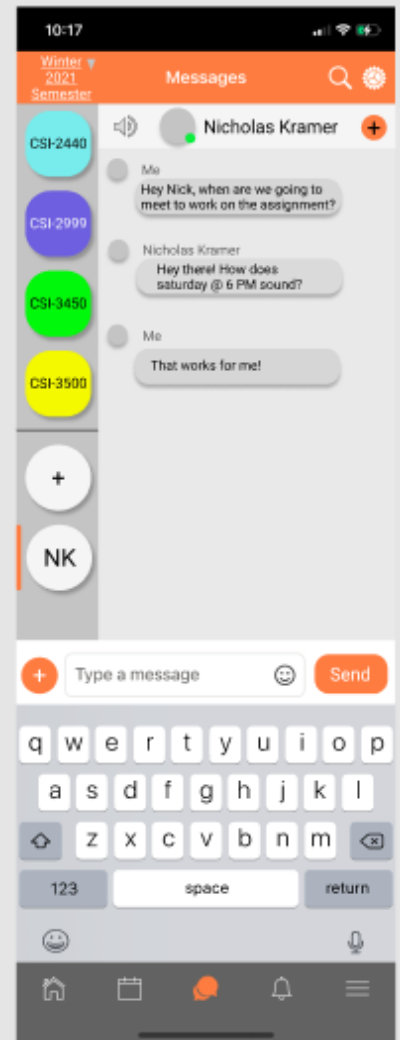 10:17
Winter
2021
Semester
Messages
CSI-2440
CSI-2999
CSI-3450
CSI-3500
+
NK
Nicholas Kramer
+
Me
Hey Nick, when are we going to
meet to work on the assignment?
Nicholas Kramer
Hey there! How does
saturday @ 6 PM sound?
Me
That works for me!
+
Type a message
Send
q w e r t y u i o p
a s d f g h j k l
z x c v b n m
123 space return